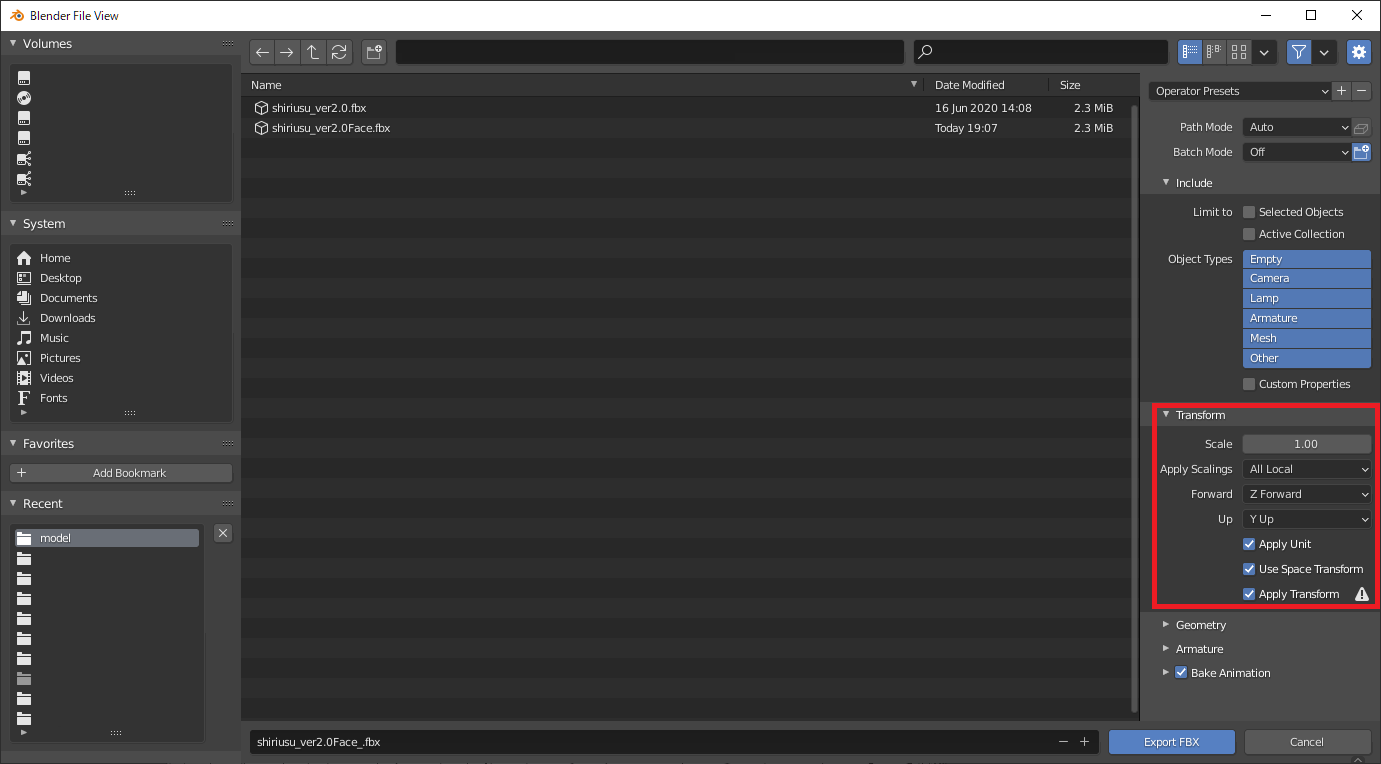 Blender File View
Volumes
System
Home
Desktop
Documents
Downloads
Music
Pictures
Videos
Fonts
Favorites
Add Bookmark
Recent
model
Name Date Modified Size
shiriusu_ver2.0.fbx 16 Jun 2020 14:08 2.3 MiB
shiriusu_ver2.0Face.fbx Today 19:07 2.3 MiB
shiriusu_ver2.0Face_.fbx
Operator Presets
Path Mode Auto
Batch Mode Off
Include
Limit to Selected Objects
Active Collection
Object Types Empty
Camera
Lamp
Armature
Mesh
Other
Custom Properties
Transform
Scale 1.00
Apply Scalings All Local
Forward Z Forward
Up Y Up
Apply Unit
Use Space Transform
Apply Transform
Geometry
Armature
Bake Animation
Export FBX Cancel